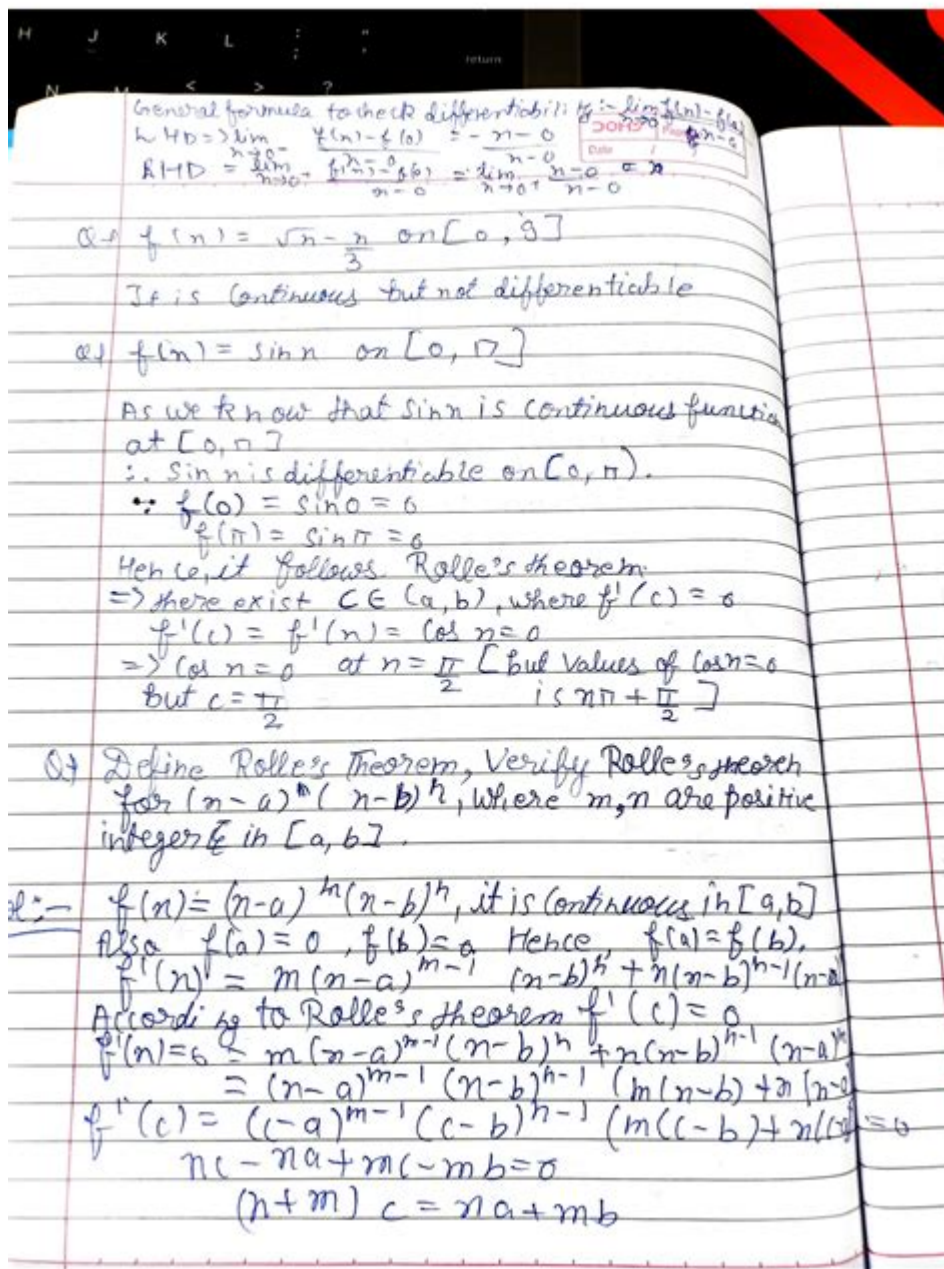 H J K L : "
;
return
N M < > ?
General formula to check differentiability :- lim n→0 f(n)-f(a) / n-a
LHD => lim n→0- f(n)-f(0) / n-0 = -n-0 / n-0
RHD = lim n→0+ f(n)-f(0) / n-0 = lim n→0+ n-0 / n-0
Date / /
Q→ f(n) = √n - n/3 on [0, 9]
It is Continuous but not differentiable
Q→ f(n) = sin n on [0, π]
As we know that sin n is continuous function
at [0, π]
∴ Sin n is differentiable on [0, π).
∵ f(0) = sin 0 = 0
f(π) = sin π = 0
Hence, it follows Rolle's theorem
=> there exist C ∈ (a, b), where f'(c) = 0
f'(c) = f'(n) = Cos n = 0
=> Cos n = 0 at n = π/2 [but values of Cos n = 0
but c = π/2 is nπ + π/2 ]
Q→ Define Rolle's Theorem, Verify Rolle's theoren
for (n-a)^m (n-b)^n, where m,n are positive
integer in [a, b].
f(n) = (n-a)^m (n-b)^n, it is Continuous in [a,b]
Also f(a) = 0, f(b) = 0 Hence, f(a) = f(b).
f'(n) = m(n-a)^m-1 (n-b)^n + n(n-b)^n-1 (n-a)
According to Rolle's theorem f'(c) = 0
f'(n) = 0 = m(n-a)^m-1 (n-b)^n + n(n-b)^n-1 (n-a)^m
= (n-a)^m-1 (n-b)^n-1 (m(n-b) + n(n-a)
f''(c) = (c-a)^m-1 (c-b)^n-1 (m(c-b) + n(c-a) = 0
nc - na + mc - mb = 0
(n+m) c = na + mb